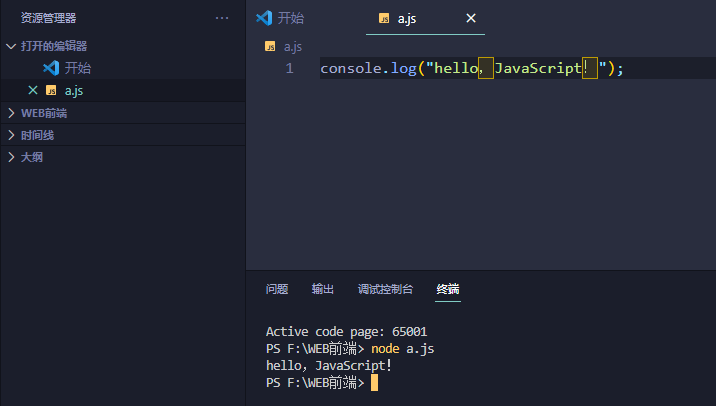 资源管理器 ···
打开的编辑器
开始
a.js
WEB前端
时间线
大纲
开始 a.js
a.js
1 console.log("hello，JavaScript！");
问题 输出 调试控制台 终端
Active code page: 65001
PS F:\WEB前端> node a.js
hello，JavaScript！
PS F:\WEB前端>